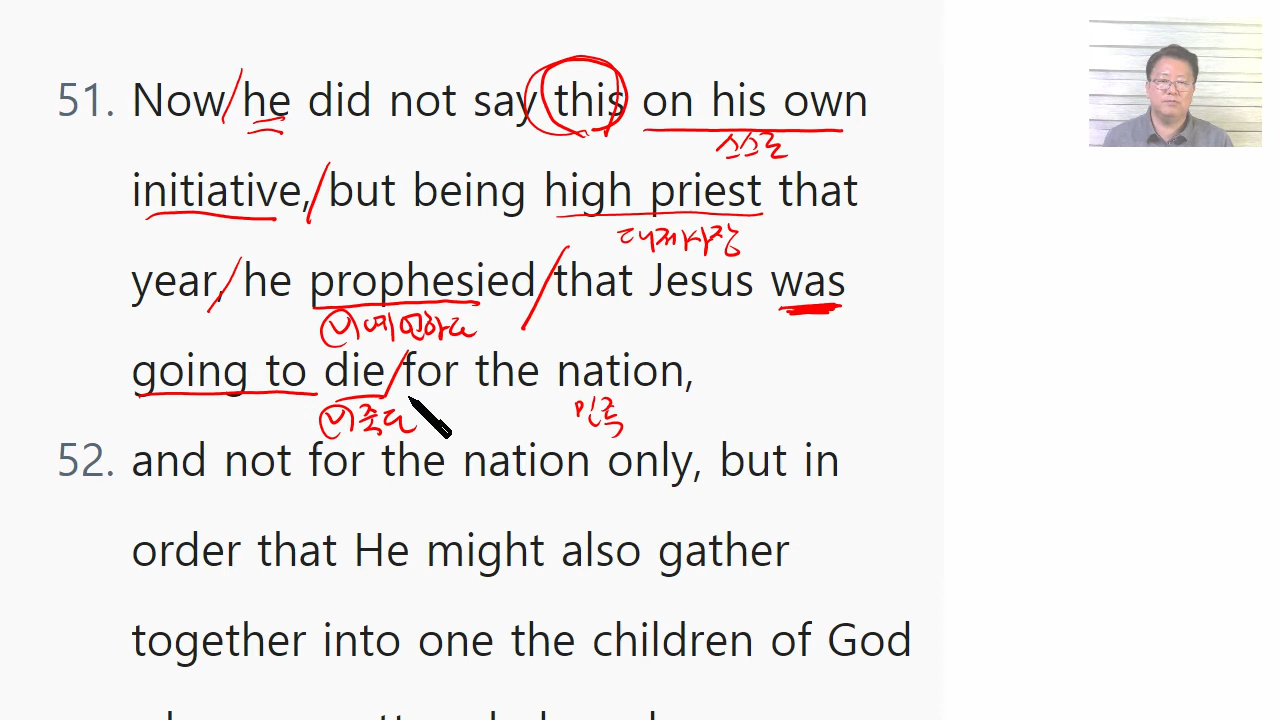 51. Now he did not say this on his own
스스로
initiative, but being high priest that
대제사장
year, he prophesied that Jesus was
V 예언하다
going to die for the nation,
V 죽다 민족
52. and not for the nation only, but in
order that He might also gather
together into one the children of God